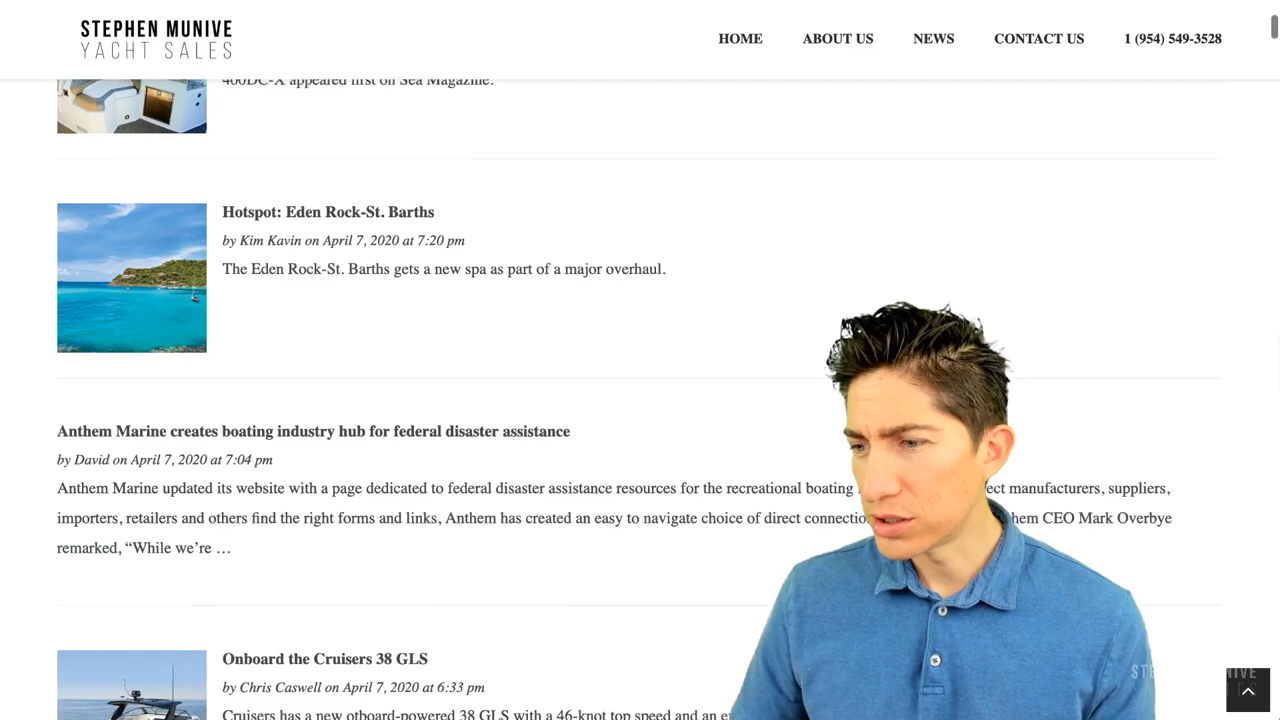 STEPHEN MUNIVE
YACHT SALES
HOME ABOUT US NEWS CONTACT US 1 (954) 549-3528
400DC-X appeared first on Sea Magazine.
Hotspot: Eden Rock-St. Barths
by Kim Kavin on April 7, 2020 at 7:20 pm
The Eden Rock-St. Barths gets a new spa as part of a major overhaul.
Anthem Marine creates boating industry hub for federal disaster assistance
by David on April 7, 2020 at 7:04 pm
Anthem Marine updated its website with a page dedicated to federal disaster assistance resources for the recreational boating manufacturers, suppliers,
importers, retailers and others find the right forms and links, Anthem has created an easy to navigate choice of direct CEO Mark Overbye
remarked, “While we’re …
Onboard the Cruisers 38 GLS
by Chris Caswell on April 7, 2020 at 6:33 pm
Cruisers has a new otboard-powered 38 GLS with a 46-knot top speed and an